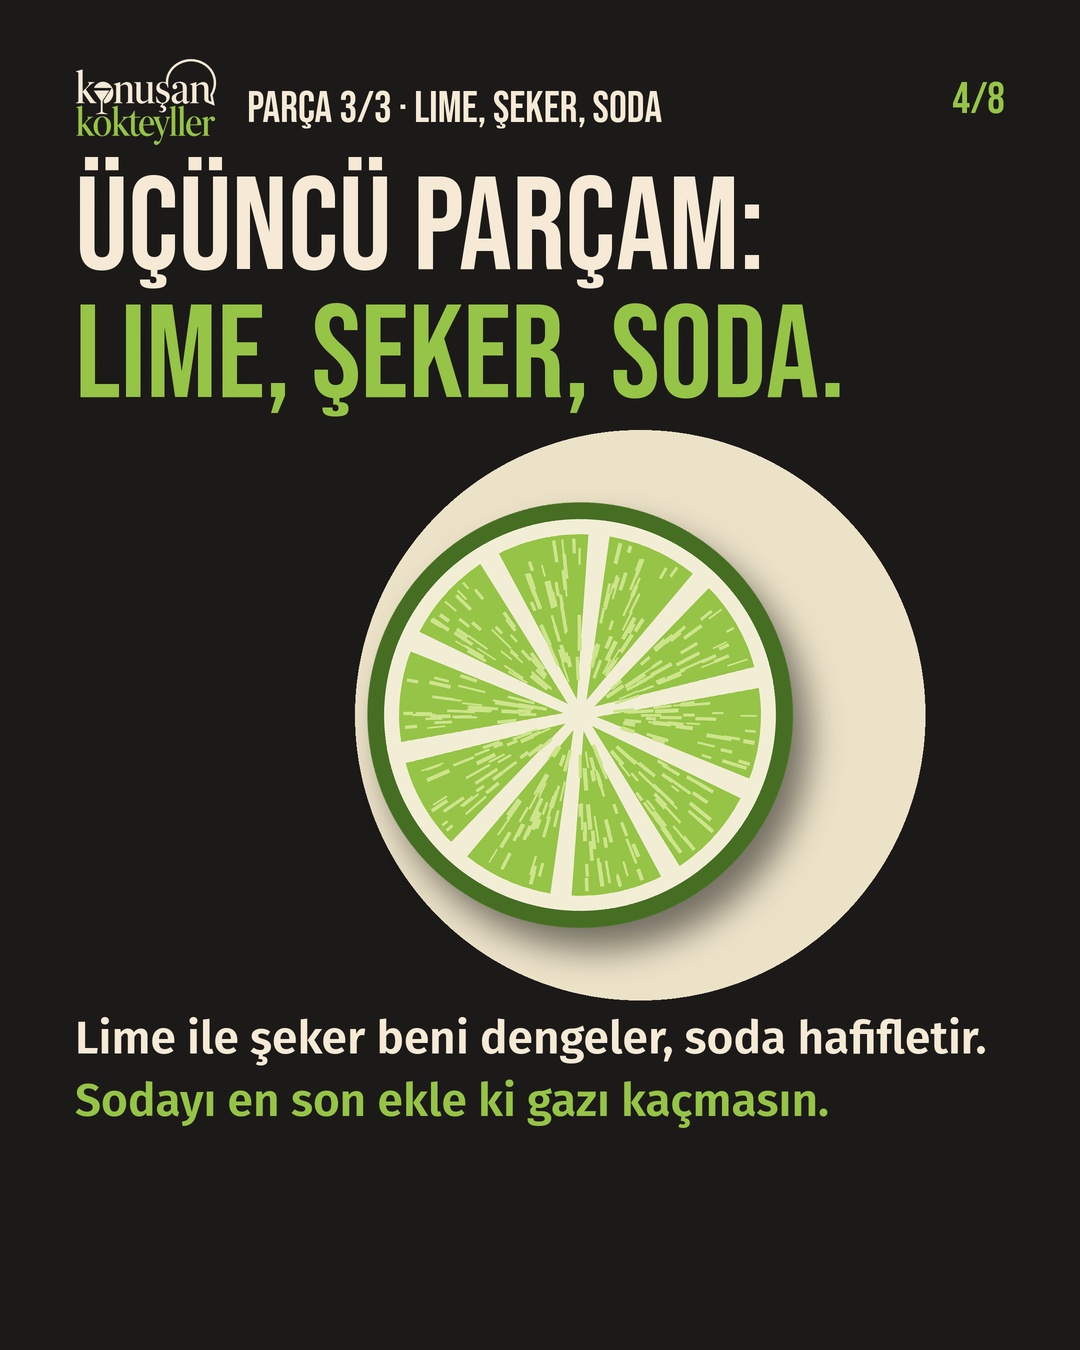 konuşan
kokteyller
PARÇA 3/3 · LIME, ŞEKER, SODA
4/8
ÜÇÜNCÜ PARÇAM:
LIME, ŞEKER, SODA.
Lime ile şeker beni dengeler, soda hafifletir.
Sodayı en son ekle ki gazı kaçmasın.